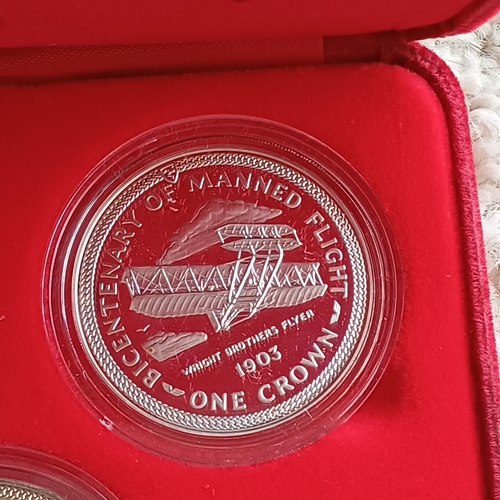 BICENTENARY OF MANNED FLIGHT
WRIGHT BROTHERS FLYER
1903
ONE CROWN